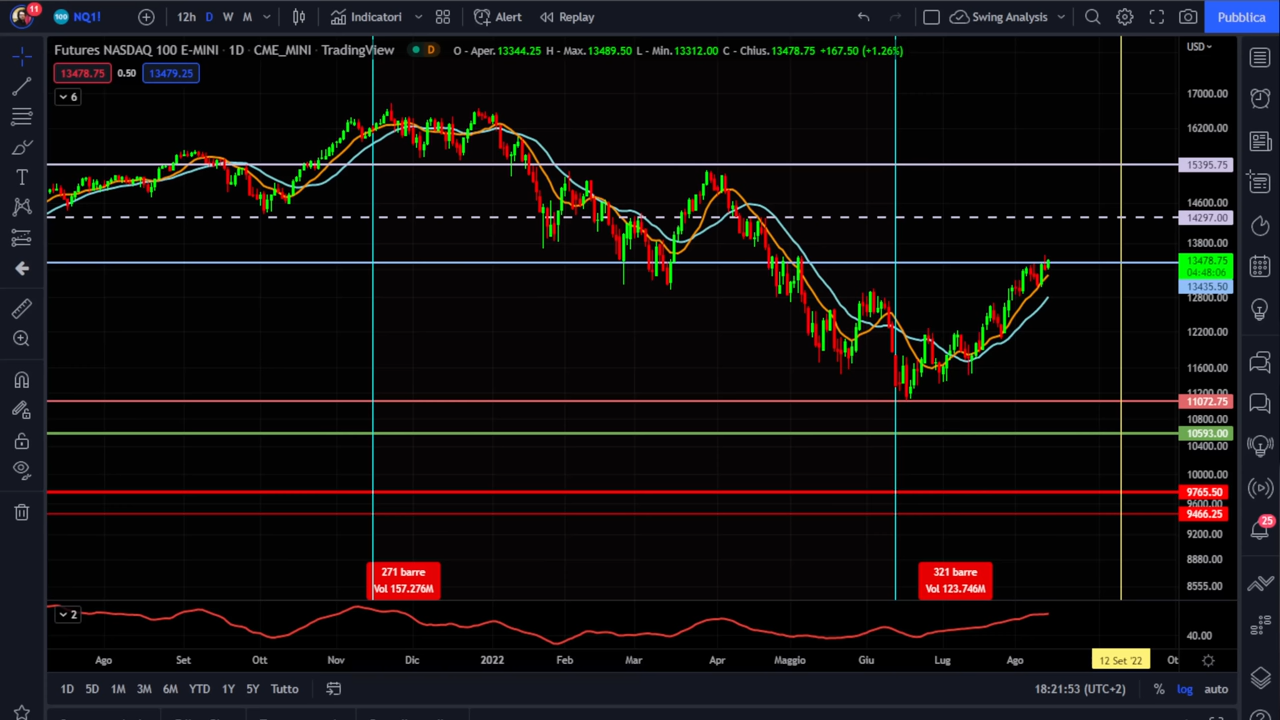 11
100 NQ1!
12h D W M
Indicatori
Alert
Replay
Swing Analysis
Pubblica
Futures NASDAQ 100 E-MINI · 1D · CME_MINI · TradingView
D
O - Aper.13344.25 H - Max.13489.50 L - Min.13312.00 C - Chius.13478.75 +167.50 (+1.26%)
USD
13478.75 0.50 13479.25
6
17000.00
16200.00
15395.75
14600.00
14297.00
13800.00
13478.75
04:48:06
13435.50
12800.00
12200.00
11600.00
11200.00
11072.75
10800.00
10593.00
10400.00
10000.00
9765.50
9600.00
9466.25
9200.00
8880.00
8555.00
271 barre
Vol 157.276M
321 barre
Vol 123.746M
25
2
40.00
Ago Set Ott Nov Dic 2022 Feb Mar Apr Maggio Giu Lug Ago 12 Set '22 Ot
1D 5D 1M 3M 6M YTD 1Y 5Y Tutto
18:21:53 (UTC+2) % log auto